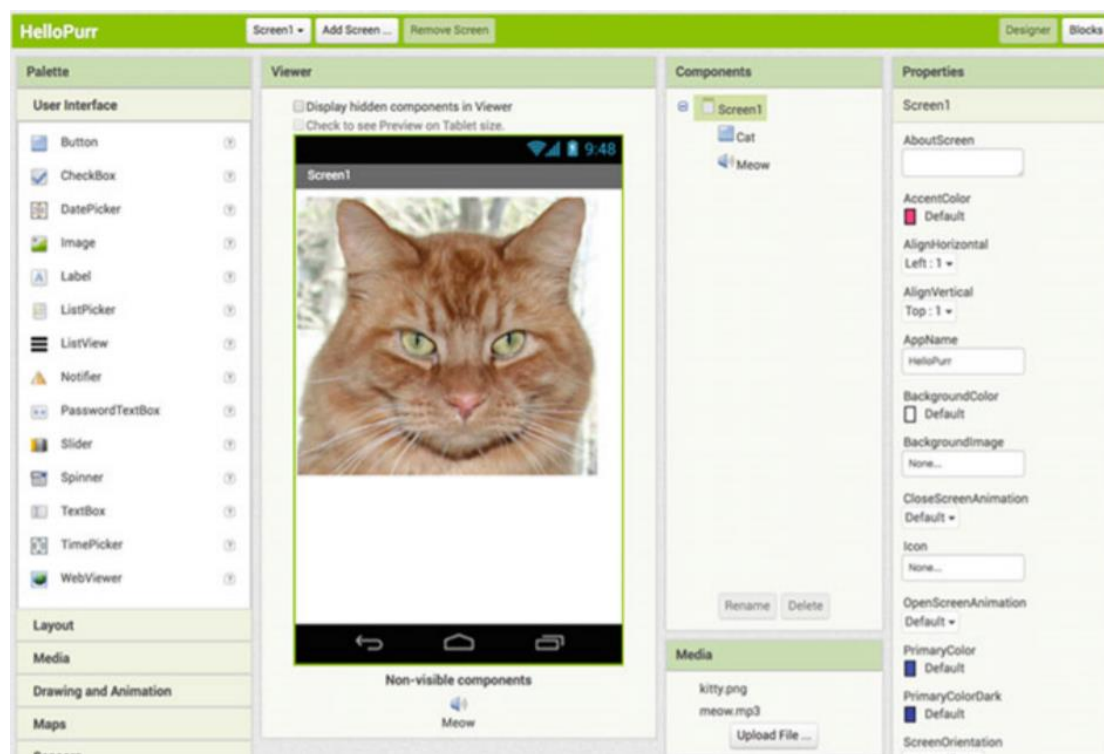 HelloPurr
Screen1
Add Screen ...
Remove Screen
Designer
Blocks
Palette
User Interface
Button
CheckBox
DatePicker
Image
Label
ListPicker
ListView
Notifier
PasswordTextBox
Slider
Spinner
TextBox
TimePicker
WebViewer
Layout
Media
Drawing and Animation
Maps
Viewer
Display hidden components in Viewer
Check to see Preview on Tablet size.
9:48
Screen1
Non-visible components
Meow
Components
Screen1
Cat
Meow
Rename
Delete
Media
kitty.png
meow.mp3
Upload File ...
Properties
Screen1
AboutScreen
AccentColor
Default
AlignHorizontal
Left : 1
AlignVertical
Top : 1
AppName
HelloPurr
BackgroundColor
Default
BackgroundImage
None...
CloseScreenAnimation
Default
Icon
None...
OpenScreenAnimation
Default
PrimaryColor
Default
PrimaryColorDark
Default
ScreenOrientation